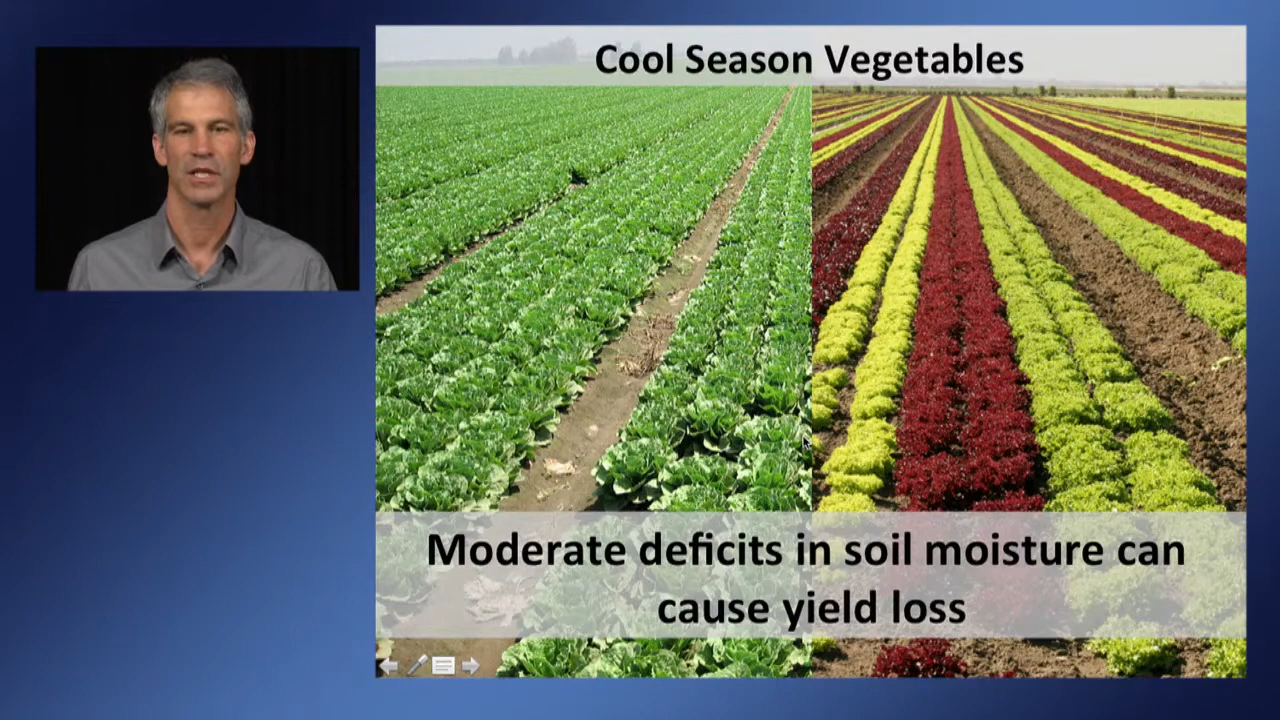 Cool Season Vegetables
Moderate deficits in soil moisture can
cause yield loss